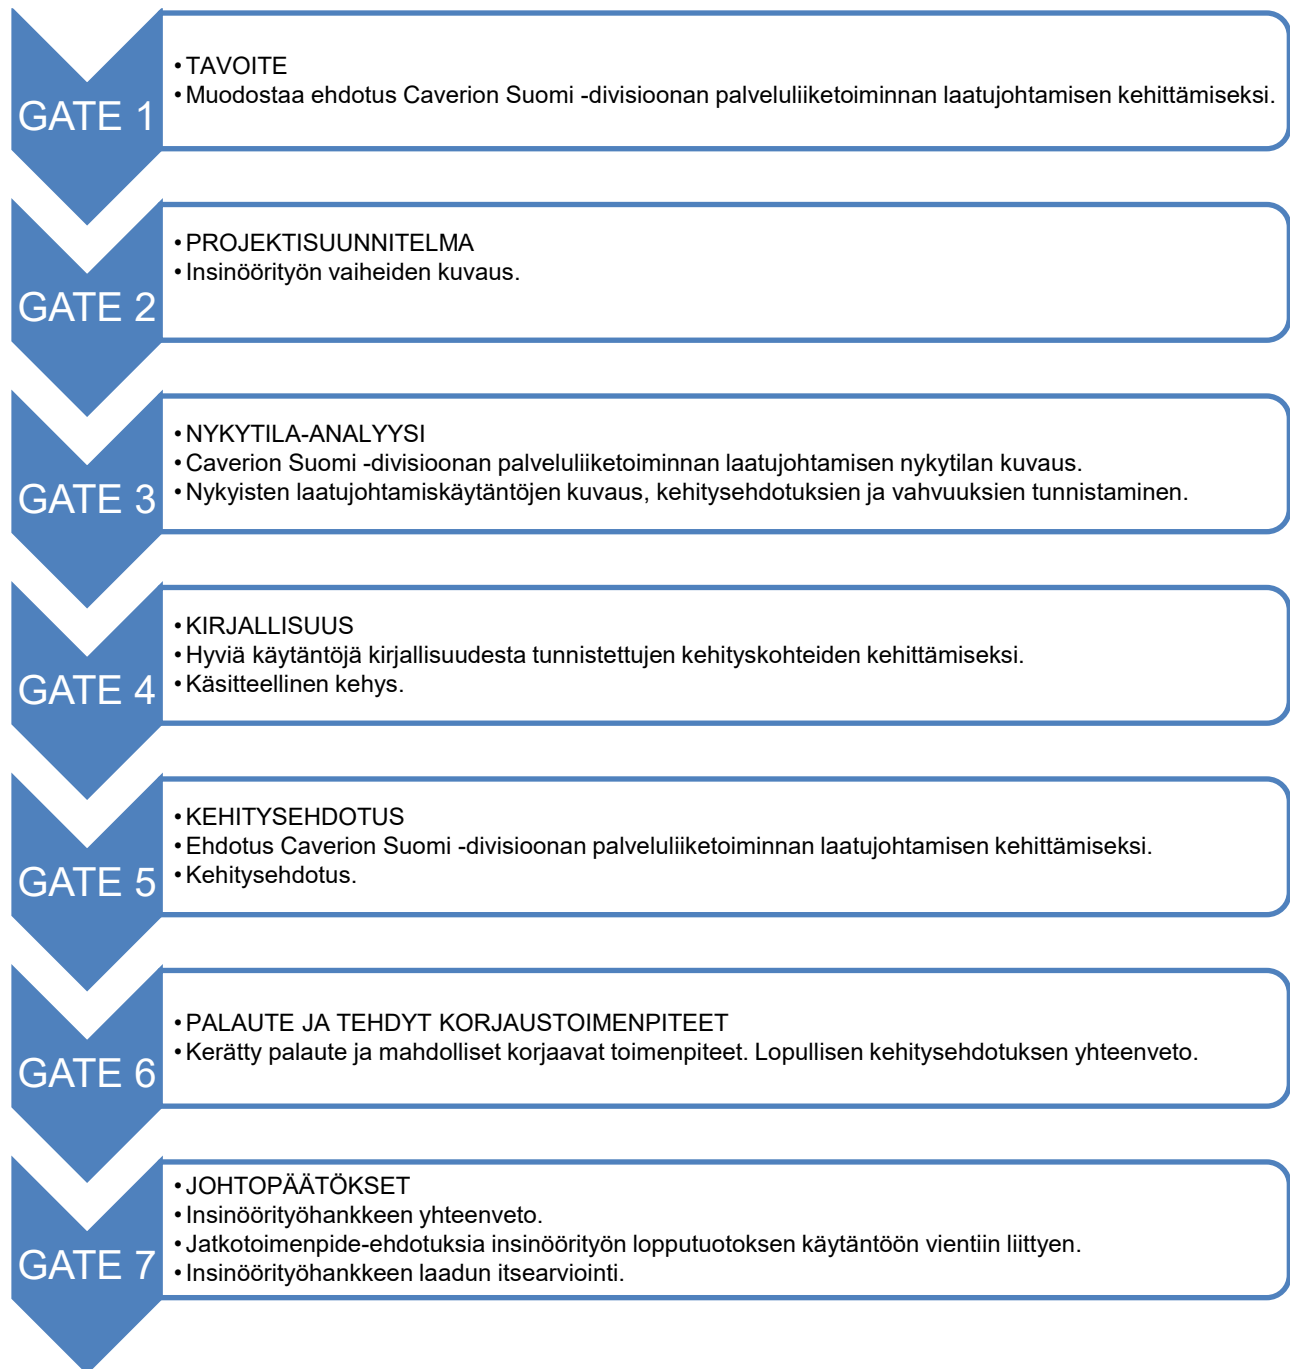 GATE 1
• TAVOITE
• Muodostaa ehdotus Caverion Suomi -divisioonan palveluliiketoiminnan laatujohtamisen kehittämiseksi.
GATE 2
• PROJEKTISUUNNITELMA
• Insinöörityön vaiheiden kuvaus.
GATE 3
• NYKYTILA-ANALYYSI
• Caverion Suomi -divisioonan palveluliiketoiminnan laatujohtamisen nykytilan kuvaus.
• Nykyisten laatujohtamiskäytäntöjen kuvaus, kehitysehdotuksien ja vahvuuksien tunnistaminen.
GATE 4
• KIRJALLISUUS
• Hyviä käytäntöjä kirjallisuudesta tunnistettujen kehityskohteiden kehittämiseksi.
• Käsitteellinen kehys.
GATE 5
• KEHITYSEHDOTUS
• Ehdotus Caverion Suomi -divisioonan palveluliiketoiminnan laatujohtamisen kehittämiseksi.
• Kehitysehdotus.
GATE 6
• PALAUTE JA TEHDYT KORJAUSTOIMENPITEET
• Kerätty palaute ja mahdolliset korjaavat toimenpiteet. Lopullisen kehitysehdotuksen yhteenveto.
GATE 7
• JOHTOPÄÄTÖKSET
• Insinöörityöhankkeen yhteenveto.
• Jatkotoimenpide-ehdotuksia insinöörityön lopputuotoksen käytäntöön vientiin liittyen.
• Insinöörityöhankkeen laadun itsearviointi.